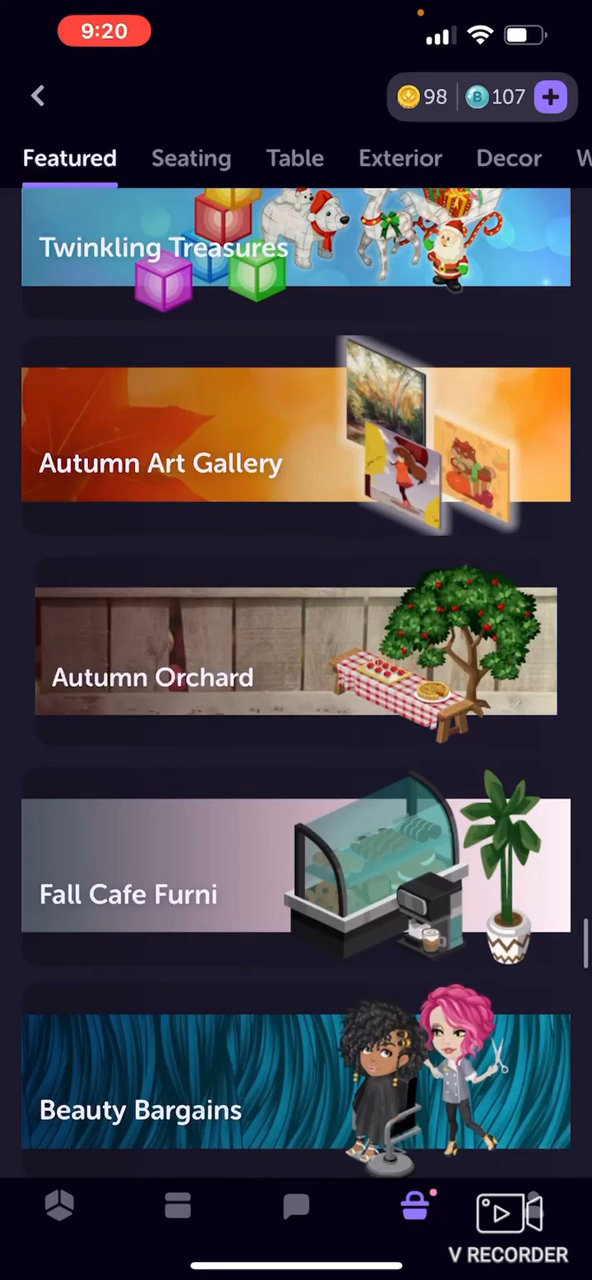 9:20
98
B 107 +
Featured Seating Table Exterior Decor W
Twinkling Treasures
Autumn Art Gallery
Autumn Orchard
Fall Cafe Furni
Beauty Bargains
V RECORDER